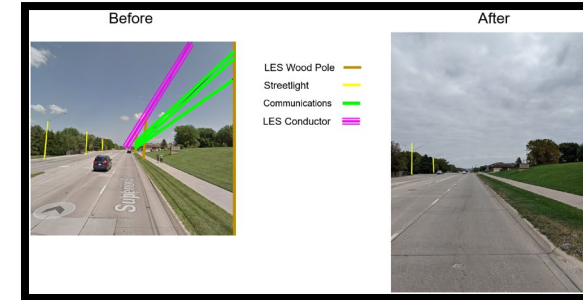 Before
After
LES Wood Pole
Streetlight
Communications
LES Conductor